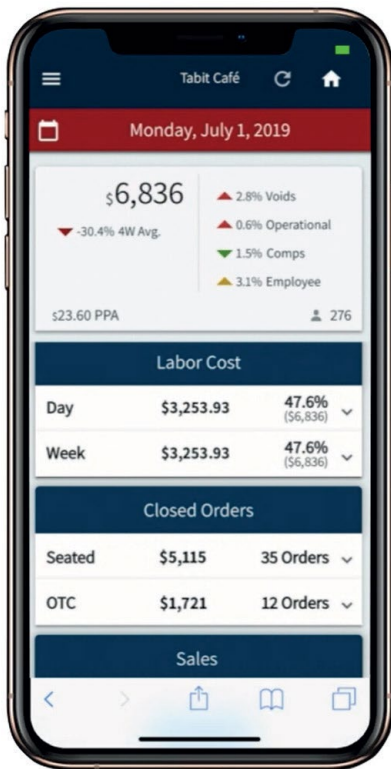 Tabit Café
Monday, July 1, 2019
$6,836
-30.4% 4W Avg.
2.8% Voids
0.6% Operational
1.5% Comps
3.1% Employee
$23.60 PPA
276
Labor Cost
Day $3,253.93 47.6%
($6,836)
Week $3,253.93 47.6%
($6,836)
Closed Orders
Seated $5,115 35 Orders
OTC $1,721 12 Orders
Sales